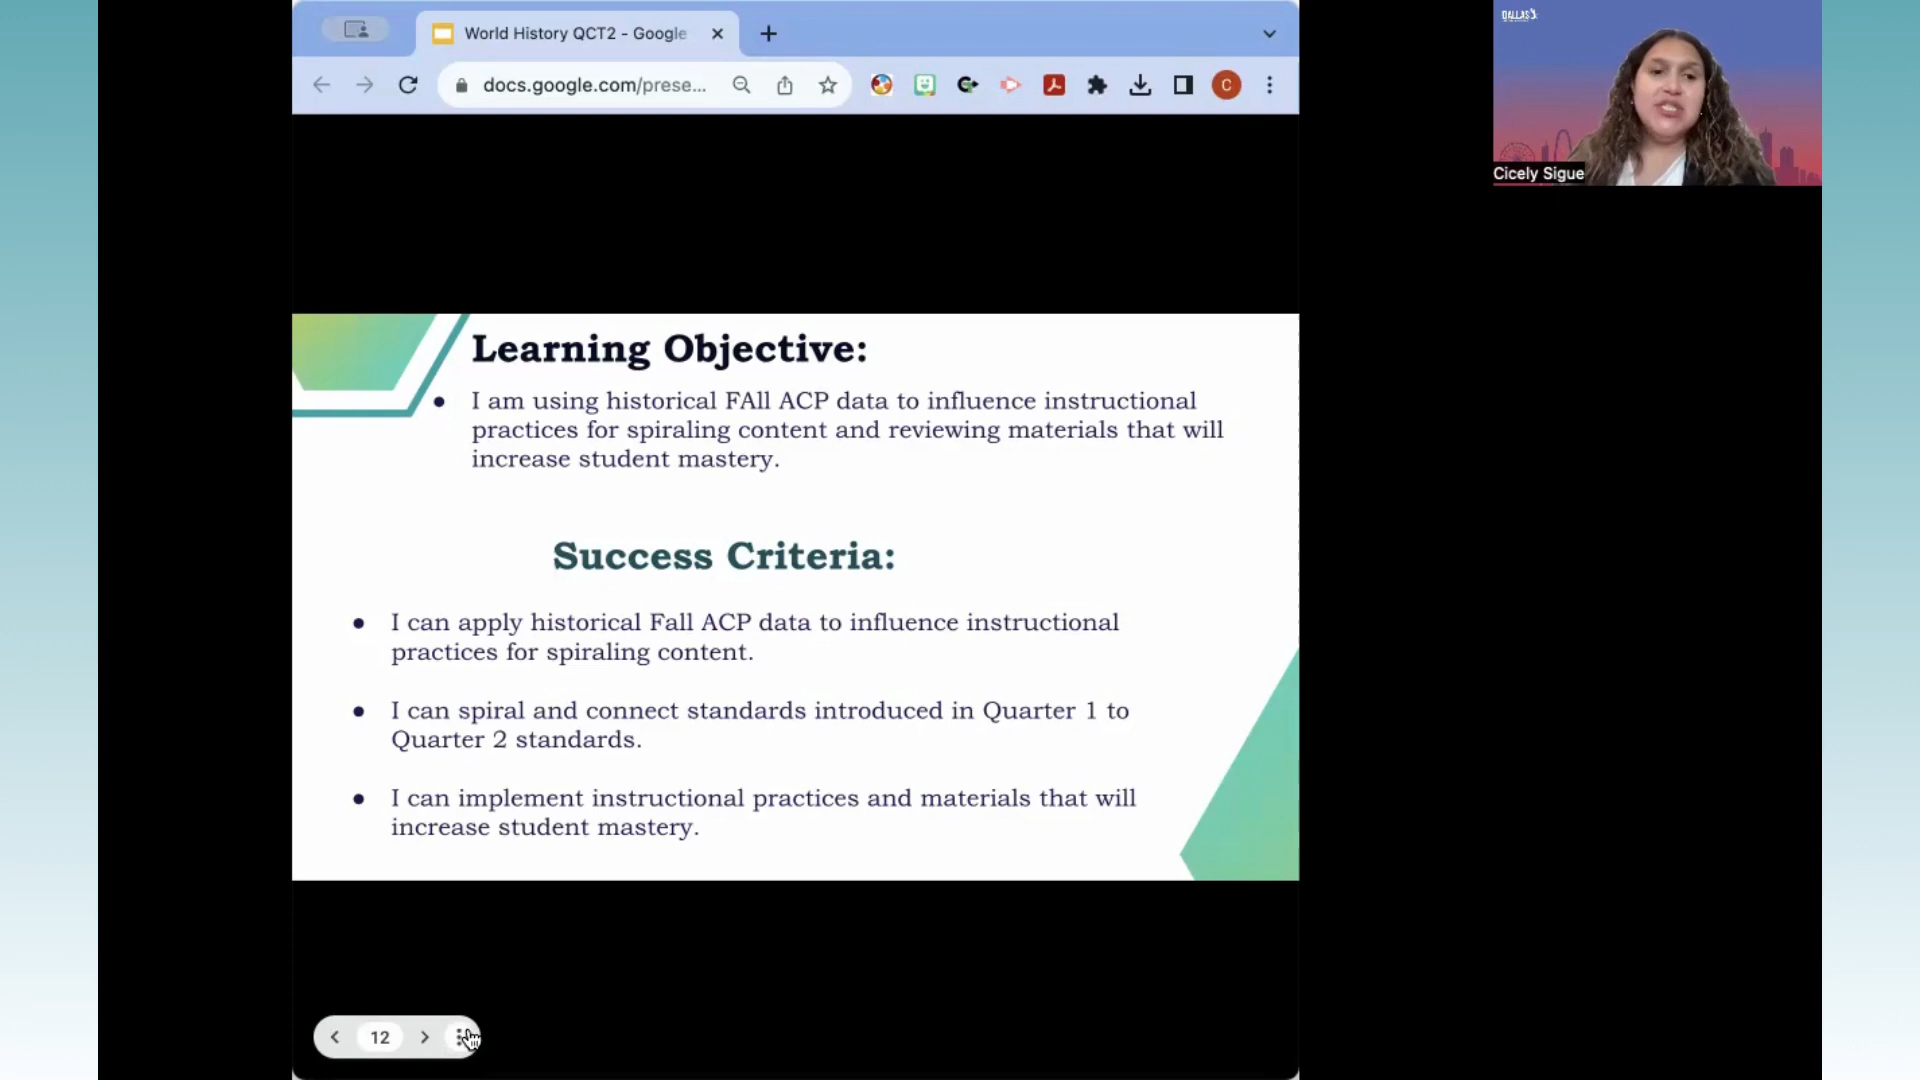 World History QCT2 - Google
docs.google.com/prese...
C
DALLAS
Cicely Sigue
Learning Objective:
● I am using historical FAll ACP data to influence instructional
practices for spiraling content and reviewing materials that will
increase student mastery.
Success Criteria:
● I can apply historical Fall ACP data to influence instructional
practices for spiraling content.
● I can spiral and connect standards introduced in Quarter 1 to
Quarter 2 standards.
● I can implement instructional practices and materials that will
increase student mastery.
12